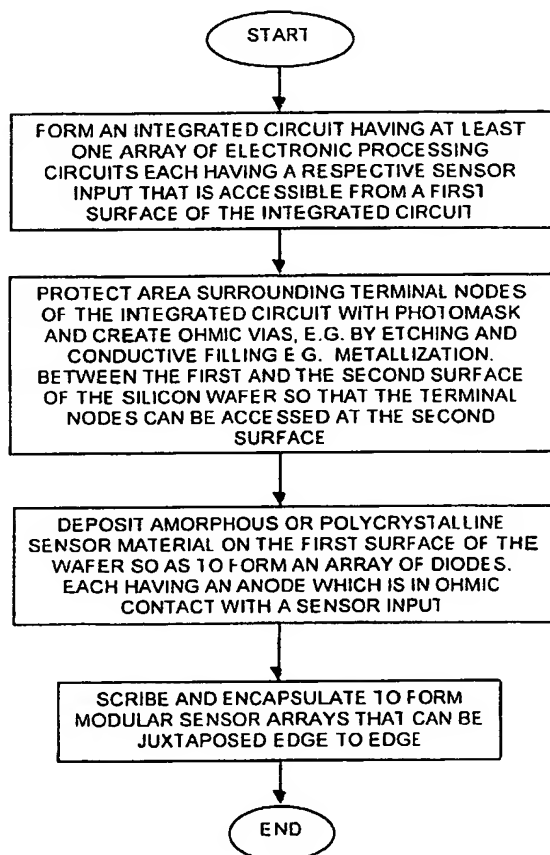 START
FORM AN INTEGRATED CIRCUIT HAVING AT LEAST
ONE ARRAY OF ELECTRONIC PROCESSING
CIRCUITS EACH HAVING A RESPECTIVE SENSOR
INPUT THAT IS ACCESSIBLE FROM A FIRST
SURFACE OF THE INTEGRATED CIRCUIT
PROTECT AREA SURROUNDING TERMINAL NODES
OF THE INTEGRATED CIRCUIT WITH PHOTOMASK
AND CREATE OHMIC VIAS, E.G. BY ETCHING AND
CONDUCTIVE FILLING E G. METALLIZATION.
BETWEEN THE FIRST AND THE SECOND SURFACE
OF THE SILICON WAFER SO THAT THE TERMINAL
NODES CAN BE ACCESSED AT THE SECOND
SURFACE
DEPOSIT AMORPHOUS OR POLYCRYSTALLINE
SENSOR MATERIAL ON THE FIRST SURFACE OF THE
WAFER SO AS TO FORM AN ARRAY OF DIODES.
EACH HAVING AN ANODE WHICH IS IN OHMIC
CONTACT WITH A SENSOR INPUT
SCRIBE AND ENCAPSULATE TO FORM
MODULAR SENSOR ARRAYS THAT CAN BE
JUXTAPOSED EDGE TO EDGE
END